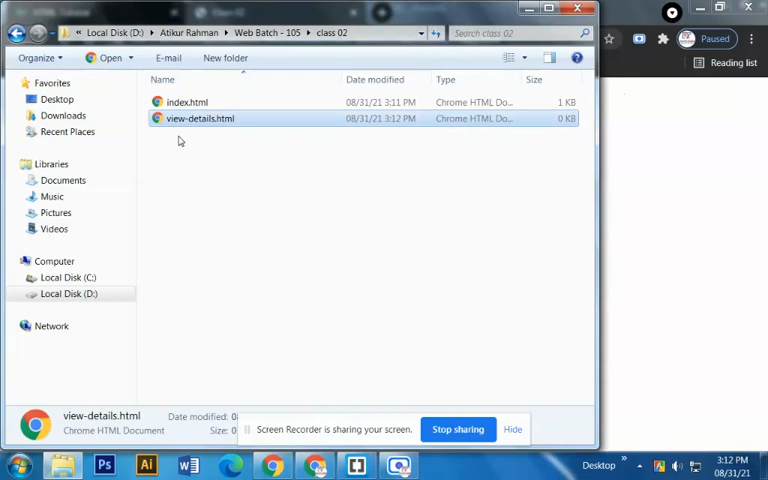 Local Disk (D:) Atikur Rahman Web Batch - 105 class 02 Search class 02
Paused
Organize Open E-mail New folder
Reading list
Name Date modified Type Size
Favorites
Desktop
Downloads
Recent Places
Libraries
Documents
Music
Pictures
Videos
Computer
Local Disk (C:)
Local Disk (D:)
Network
index.html 08/31/21 3:11 PM Chrome HTML Do... 1 KB
view-details.html 08/31/21 3:12 PM Chrome HTML Do... 0 KB
view-details.html Date modified: 0
Chrome HTML Document Size:
Screen Recorder is sharing your screen. Stop sharing Hide
Ps Ai W
Desktop
3:12 PM
08/31/21